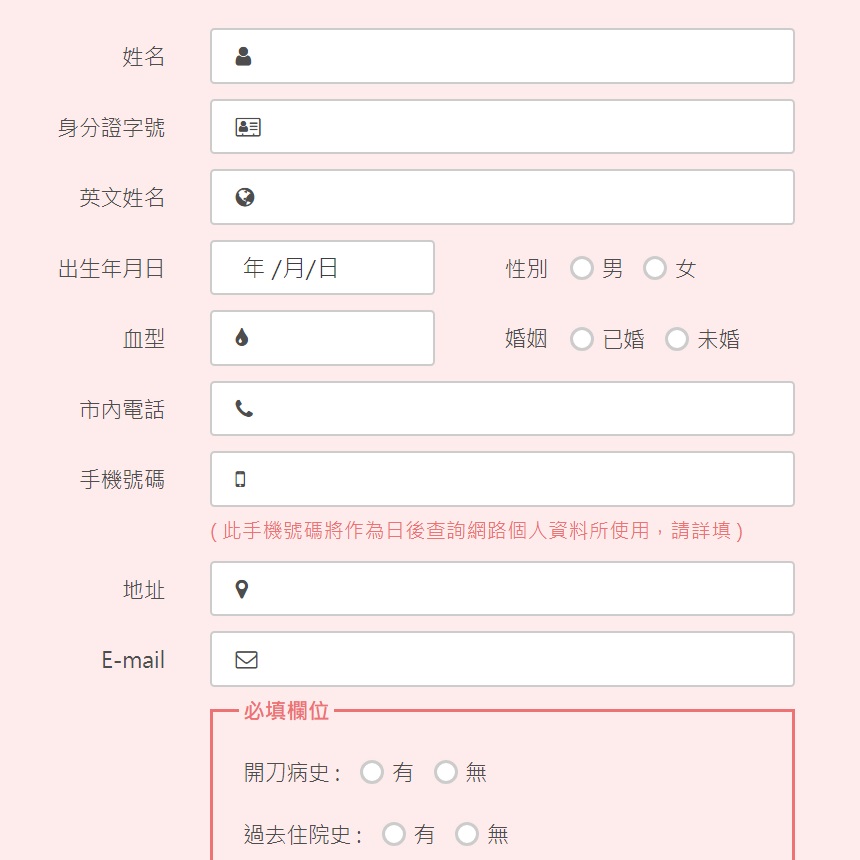 姓名
身分證字號
英文姓名
出生年月日 年 /月/日 性別 男 女
血型 婚姻 已婚 未婚
市內電話
手機號碼
( 此手機號碼將作為日後查詢網路個人資料所使用，請詳填 )
地址
E-mail
必填欄位
開刀病史 : 有 無
過去住院史 : 有 無